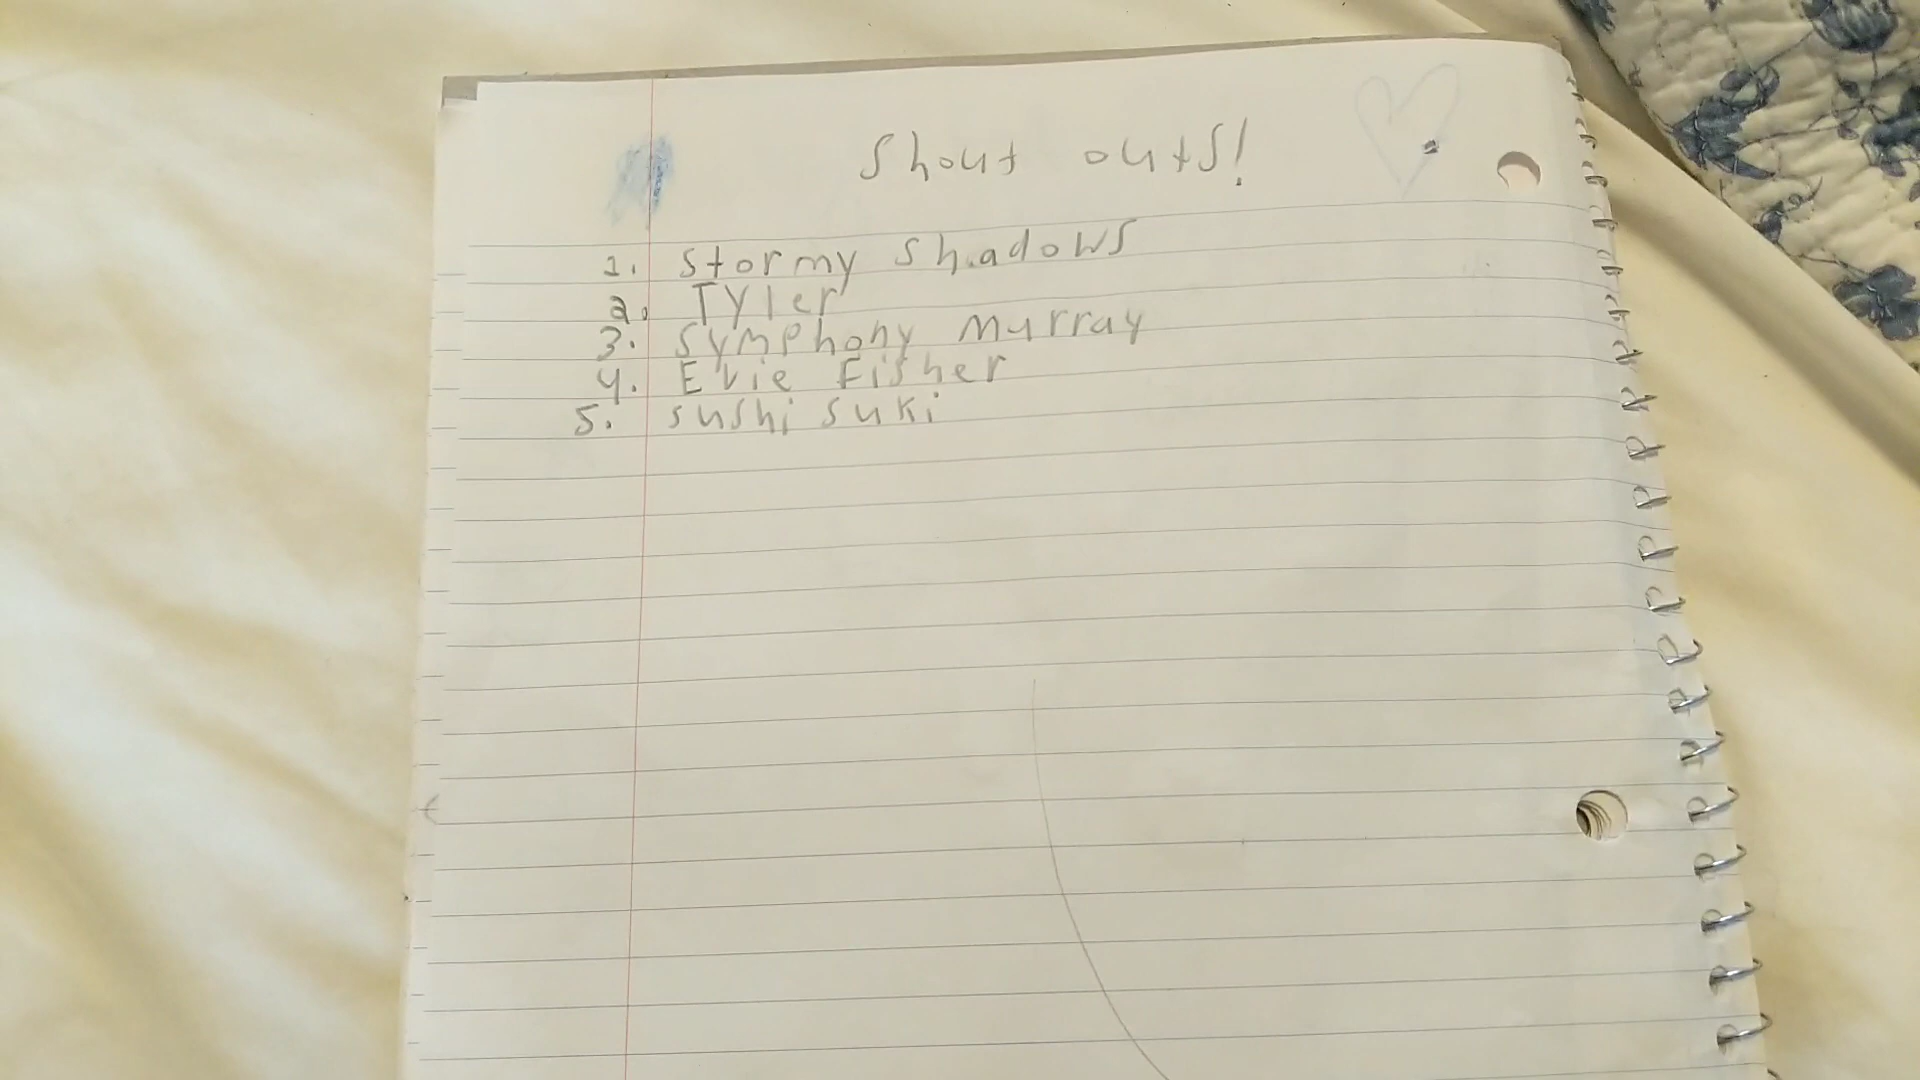 Shout outs!
1. Stormy Shadows
2. Tyler
3. Symphony Murray
4. Evie Fisher
5. Sushi Suki